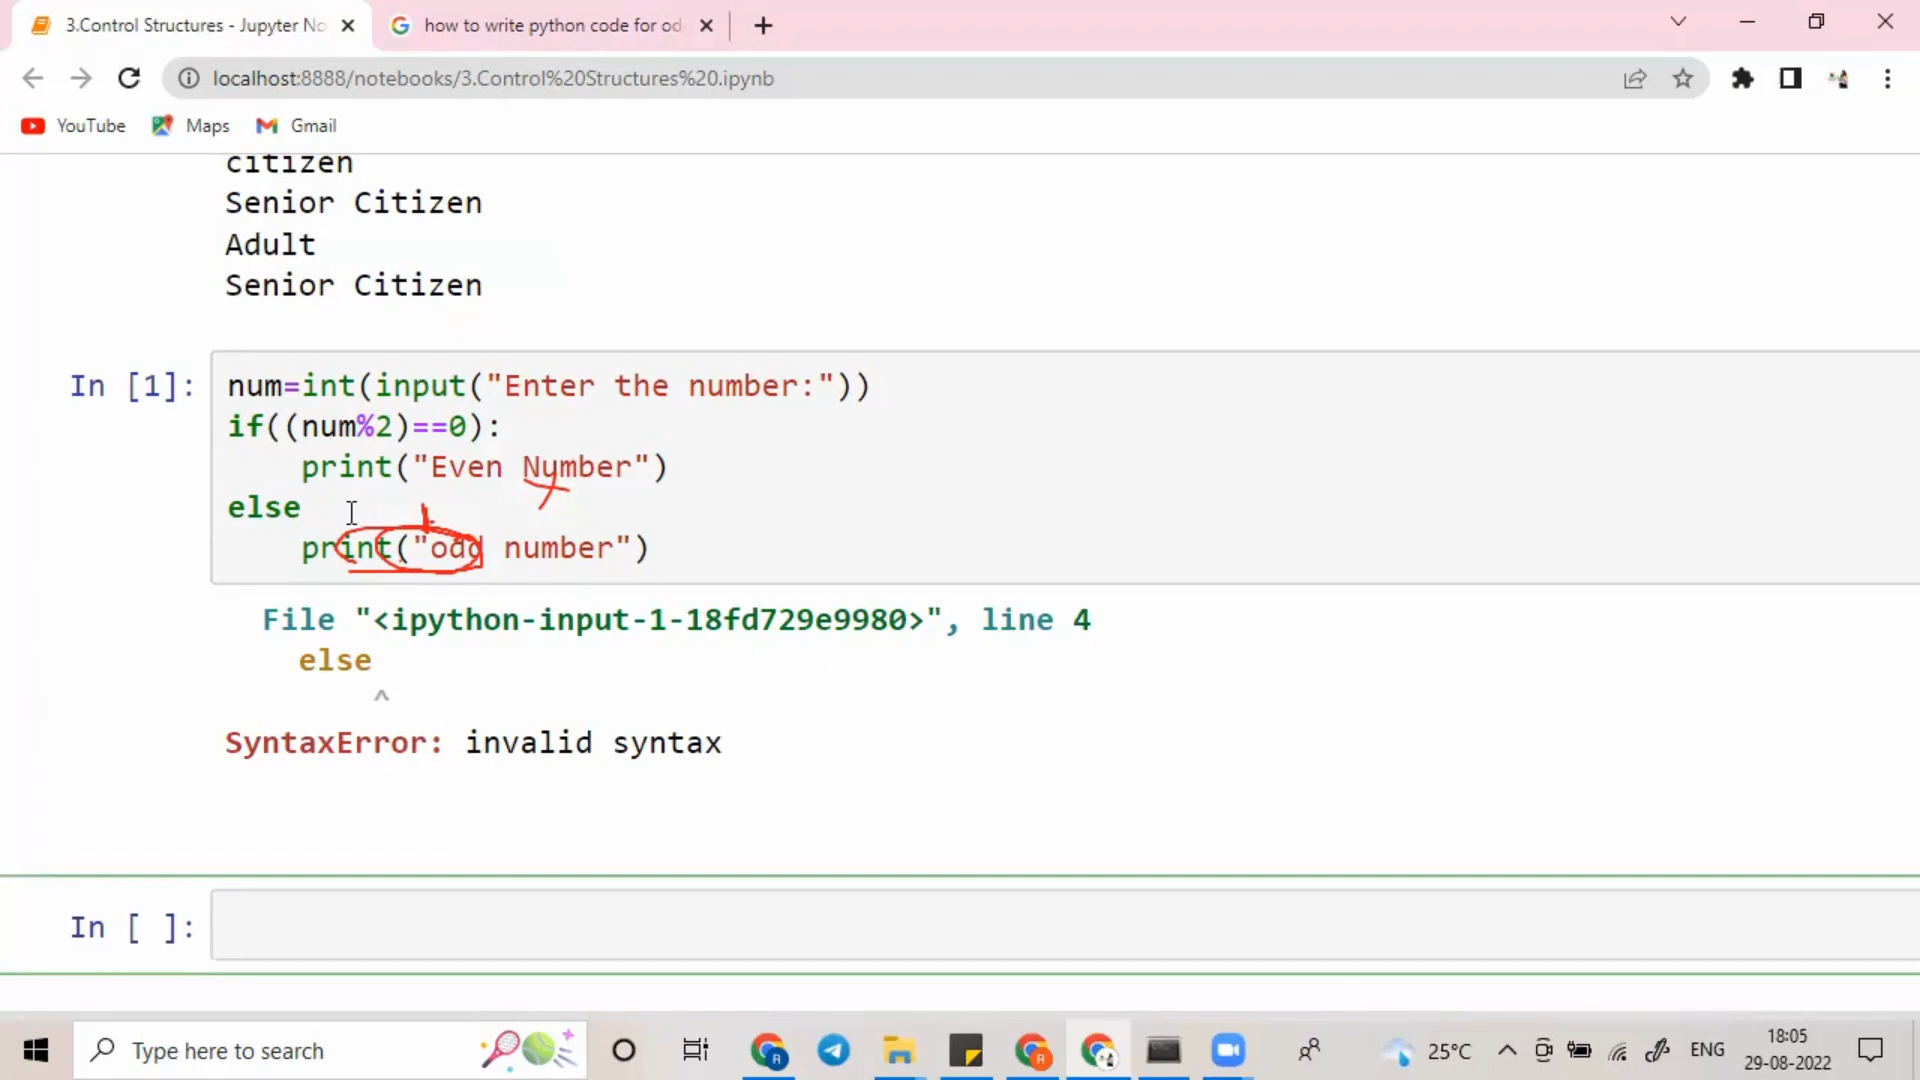 3.Control Structures - Jupyter No
how to write python code for od
localhost:8888/notebooks/3.Control%20Structures%20.ipynb
YouTube
Maps
Gmail
citizen
Senior Citizen
Adult
Senior Citizen
In [1]:
num=int(input("Enter the number:"))
if((num%2)==0):
    print("Even Number")
else
    print("odd number")
File "<ipython-input-1-18fd729e9980>", line 4
else
^
SyntaxError: invalid syntax
In [ ]:
Type here to search
25°C
ENG
18:05
29-08-2022